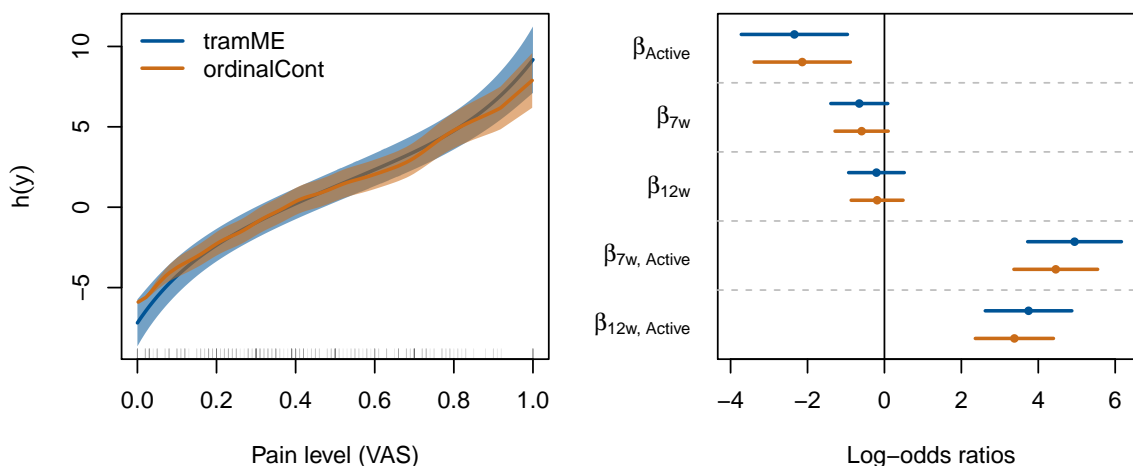 tramME
ordinalCont
h(y)
−5
0
5
10
0.0 0.2 0.4 0.6 0.8 1.0
Pain level (VAS)
βActive
β7w
β12w
β7w, Active
β12w, Active
−4 −2 0 2 4 6
Log−odds ratios